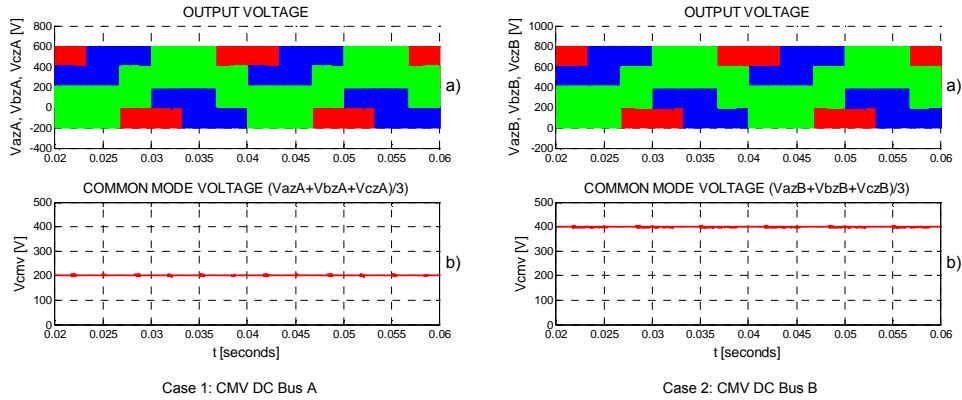 OUTPUT VOLTAGE
VazA, VbzA, VczA [V]
800
600
400
200
0
-200
-400
0.02 0.025 0.03 0.035 0.04 0.045 0.05 0.055 0.06
a)
COMMON MODE VOLTAGE (VazA+VbzA+VczA)/3)
Vcmv [V]
500
400
300
200
100
0
0.02 0.025 0.03 0.035 0.04 0.045 0.05 0.055 0.06
t [seconds]
b)
Case 1: CMV DC Bus A
OUTPUT VOLTAGE
VazB, VbzB, VczB [V]
1000
800
600
400
200
0
-200
0.02 0.025 0.03 0.035 0.04 0.045 0.05 0.055 0.06
a)
COMMON MODE VOLTAGE (VazB+VbzB+VczB)/3)
Vcmv [V]
500
400
300
200
100
0
0.02 0.025 0.03 0.035 0.04 0.045 0.05 0.055 0.06
t [seconds]
b)
Case 2: CMV DC Bus B